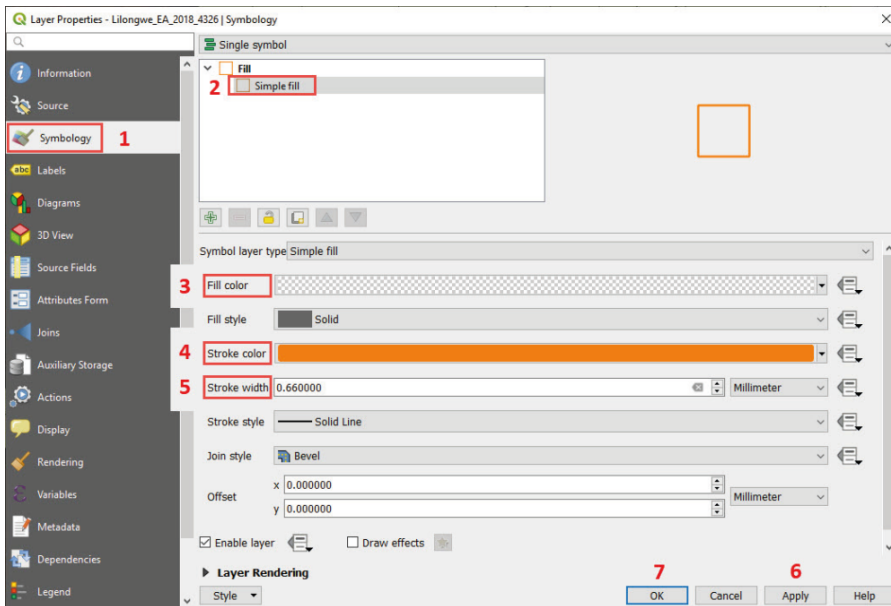 Layer Properties - Lilongwe_EA_2018_4326 | Symbology
Single symbol
Information
Source
Symbology 1
abc Labels
Diagrams
3D View
Source Fields
Attributes Form
Joins
Auxiliary Storage
Actions
Display
Rendering
Variables
Metadata
Dependencies
Legend
Fill
2 Simple fill
Symbol layer type Simple fill
3 Fill color
Fill style Solid
4 Stroke color
5 Stroke width 0.660000 Millimeter
Stroke style Solid Line
Join style Bevel
Offset x 0.000000 Millimeter
y 0.000000
Enable layer Draw effects
Layer Rendering
7 6
Style OK Cancel Apply Help